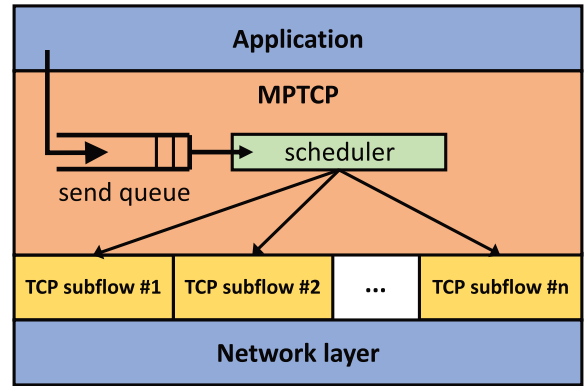 Application
MPTCP
scheduler
send queue
TCP subflow #1
TCP subflow #2
...
TCP subflow #n
Network layer